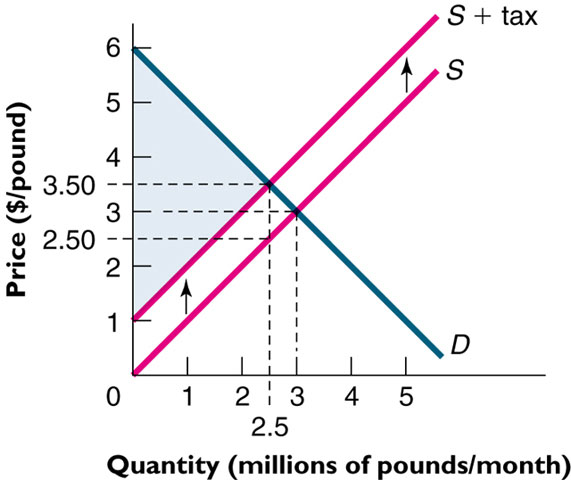 S + tax
S
6
5
4
3.50
3
2.50
2
1
0
1 2 3 4 5
2.5
D
Price ($/pound)
Quantity (millions of pounds/month)